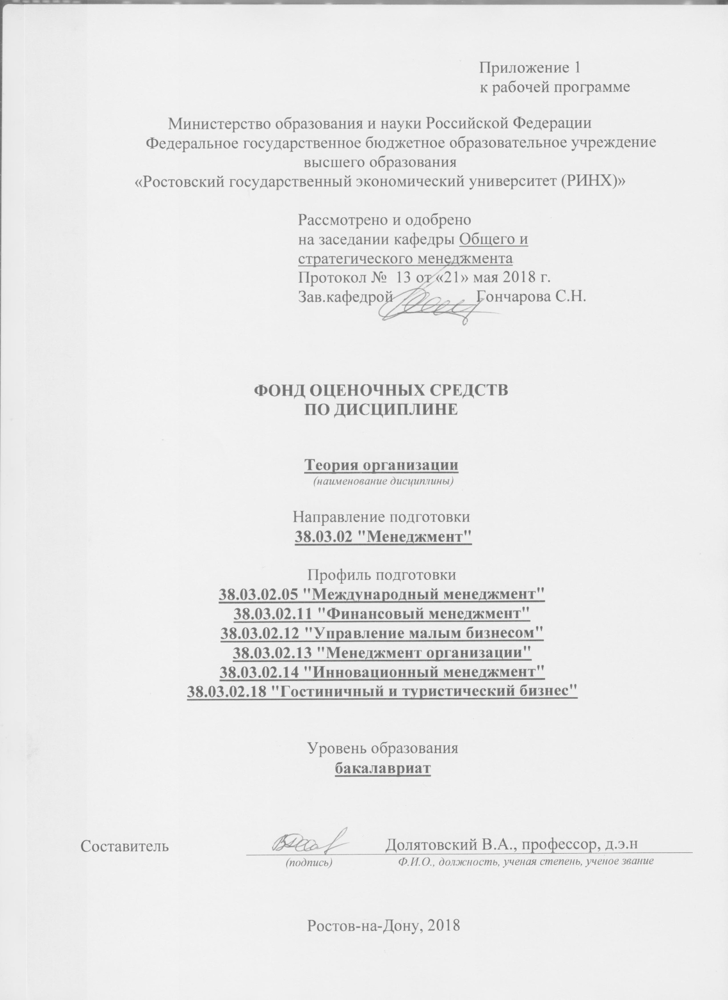 Приложение 1
к рабочей программе
Министерство образования и науки Российской Федерации
Федеральное государственное бюджетное образовательное учреждение
высшего образования
«Ростовский государственный экономический университет (РИНХ)»
Рассмотрено и одобрено
на заседании кафедры Общего и
стратегического менеджмента
Протокол № 13 от «21» мая 2018 г.
Зав.кафедрой Гончарова С.Н.
ФОНД ОЦЕНОЧНЫХ СРЕДСТВ
ПО ДИСЦИПЛИНЕ
Теория организации
(наименование дисциплины)
Направление подготовки
38.03.02 "Менеджмент"
Профиль подготовки
38.03.02.05 "Международный менеджмент"
38.03.02.11 "Финансовый менеджмент"
38.03.02.12 "Управление малым бизнесом"
38.03.02.13 "Менеджмент организации"
38.03.02.14 "Инновационный менеджмент"
38.03.02.18 "Гостиничный и туристический бизнес"
Уровень образования
бакалавриат
Составитель Долятовский В.А., профессор, д.э.н
(подпись) Ф.И.О., должность, ученая степень, ученое звание
Ростов-на-Дону, 2018